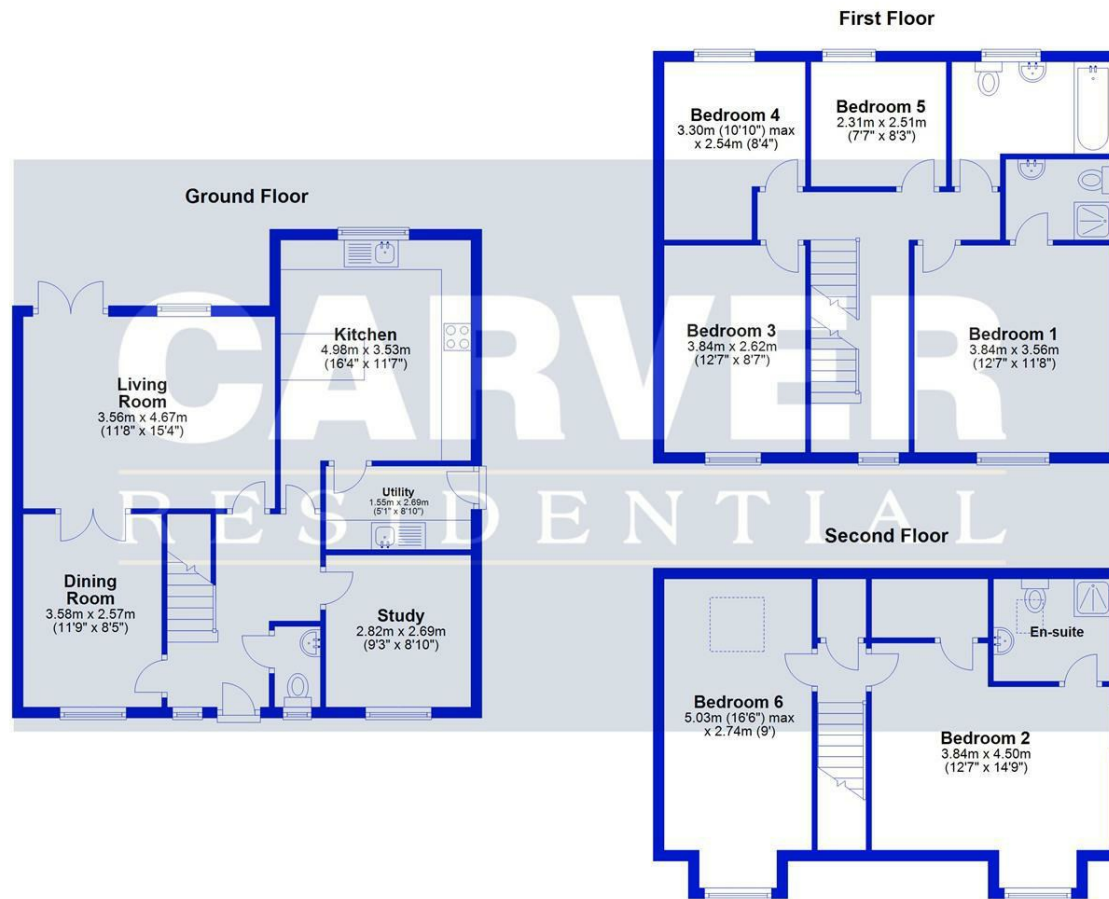 First Floor
Bedroom 4
3.30m (10'10") max
x 2.54m (8'4")
Bedroom 5
2.31m x 2.51m
(7'7" x 8'3")
Bedroom 3
3.84m x 2.62m
(12'7" x 8'7")
Bedroom 1
3.84m x 3.56m
(12'7" x 11'8")
Ground Floor
Kitchen
4.98m x 3.53m
(16'4" x 11'7")
Living
Room
3.56m x 4.67m
(11'8" x 15'4")
Utility
1.55m x 2.69m
(5'1" x 8'10")
Dining
Room
3.58m x 2.57m
(11'9" x 8'5")
Study
2.82m x 2.69m
(9'3" x 8'10")
CARVER
RESIDENTIAL
Second Floor
En-suite
Bedroom 6
5.03m (16'6") max
x 2.74m (9')
Bedroom 2
3.84m x 4.50m
(12'7" x 14'9")